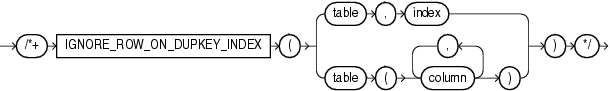 /*+ IGNORE_ROW_ON_DUPKEY_INDEX ( table , index ) */
table ( column , )